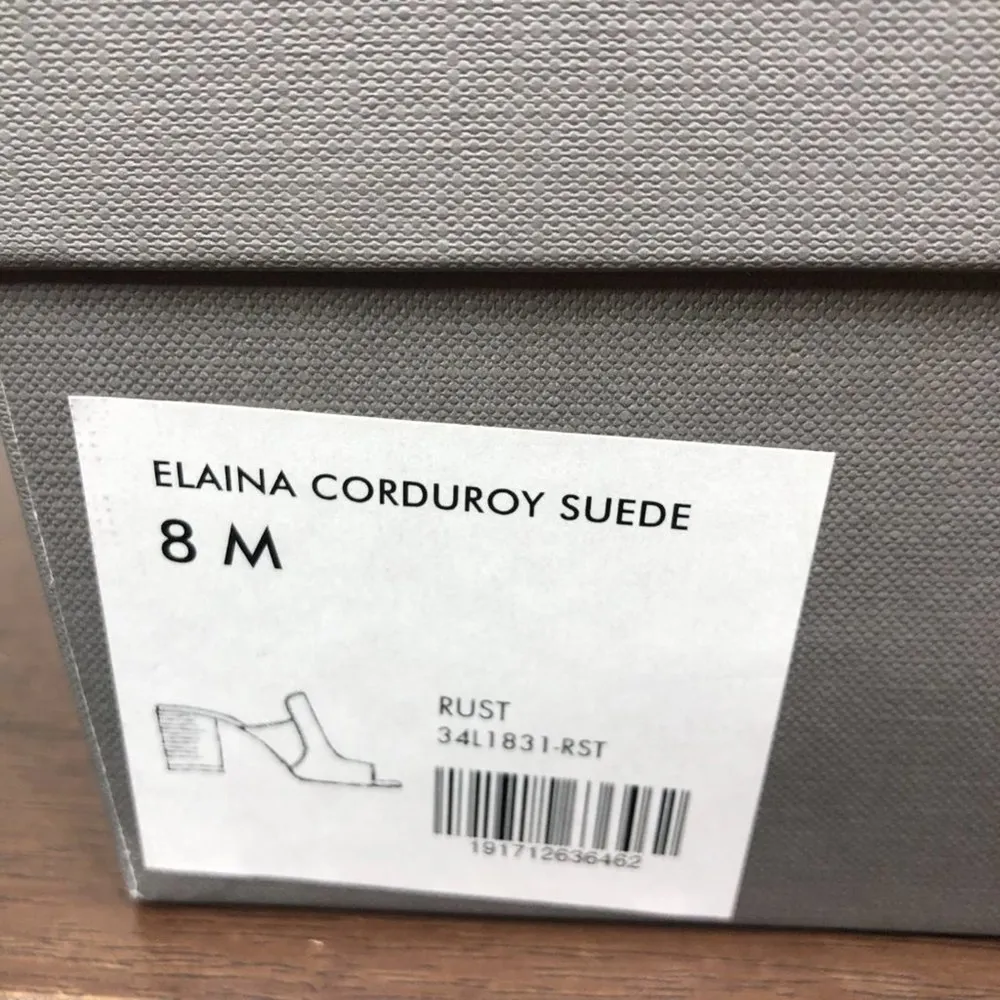 ELAINA CORDUROY SUEDE
8 M
RUST
34L1831-RST
191712636462